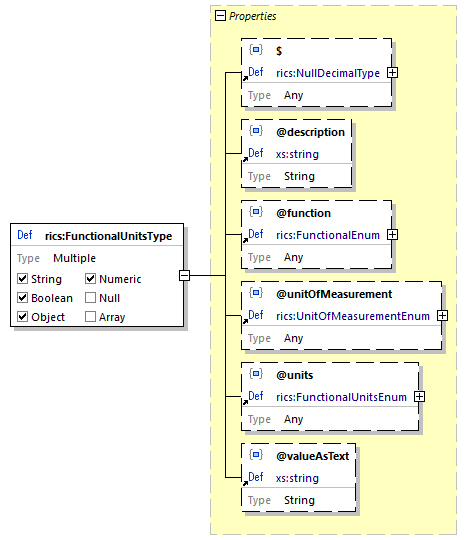 Properties
$
Def rics:NullDecimalType
Type Any
@description
Def xs:string
Type String
@function
Def rics:FunctionalEnum
Type Any
Def rics:FunctionalUnitsType
Type Multiple
String Numeric
Boolean Null
Object Array
@unitOfMeasurement
Def rics:UnitOfMeasurementEnum
Type Any
@units
Def rics:FunctionalUnitsEnum
Type Any
@valueAsText
Def xs:string
Type String